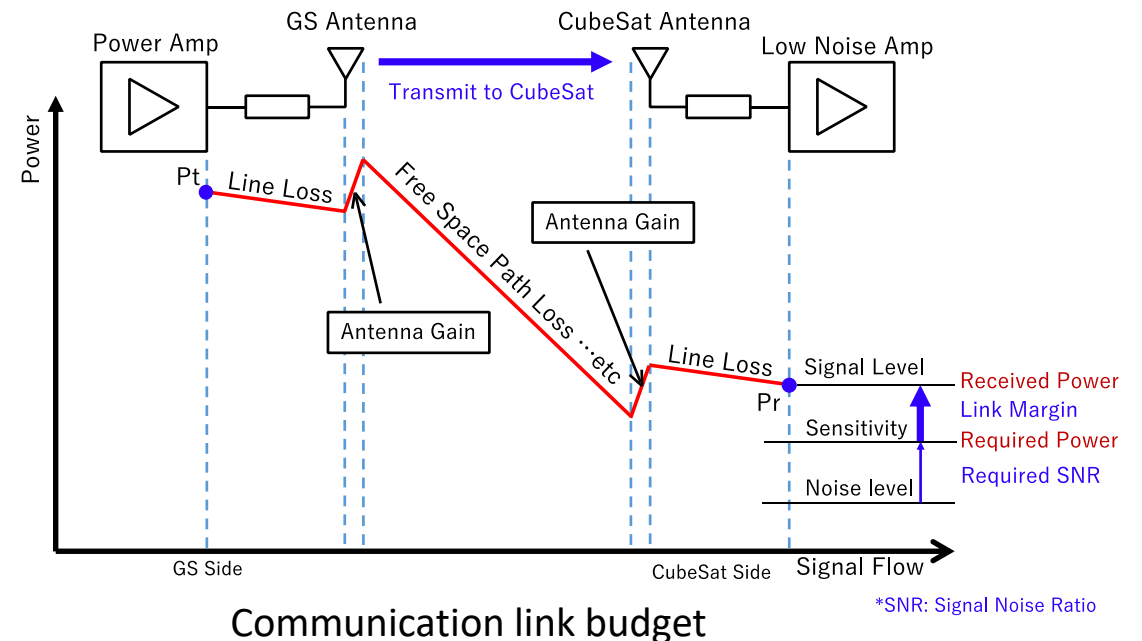 GS Antenna
CubeSat Antenna
Power Amp
Low Noise Amp
Transmit to CubeSat
Power
Pt
Line Loss
Free Space Path Loss …etc
Antenna Gain
Antenna Gain
Line Loss
Signal Level
Received Power
Pr
Link Margin
Sensitivity
Required Power
Required SNR
Noise level
GS Side
CubeSat Side
Signal Flow
*SNR: Signal Noise Ratio
Communication link budget